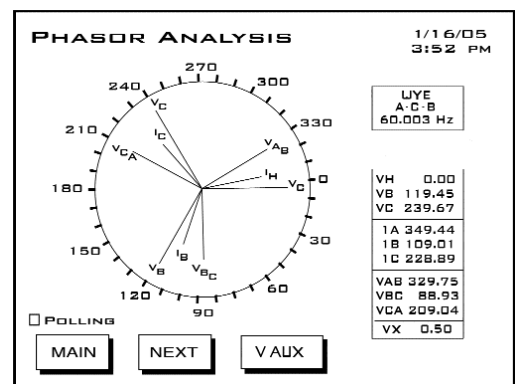 PHASOR ANALYSIS
1/16/05
3:52 PM
270
240
300
210
330
180
0
150
30
120
60
90
VC
IC
VCA
VAB
IH
VC
IB
VB
VBC
WYE
A·C·B
60.003 Hz
VH 0.00
VB 119.45
VC 239.67
1A 349.44
1B 109.01
1C 228.89
VAB 329.75
VBC 88.93
VCA 209.04
VX 0.50
POLLING
MAIN
NEXT
V AUX